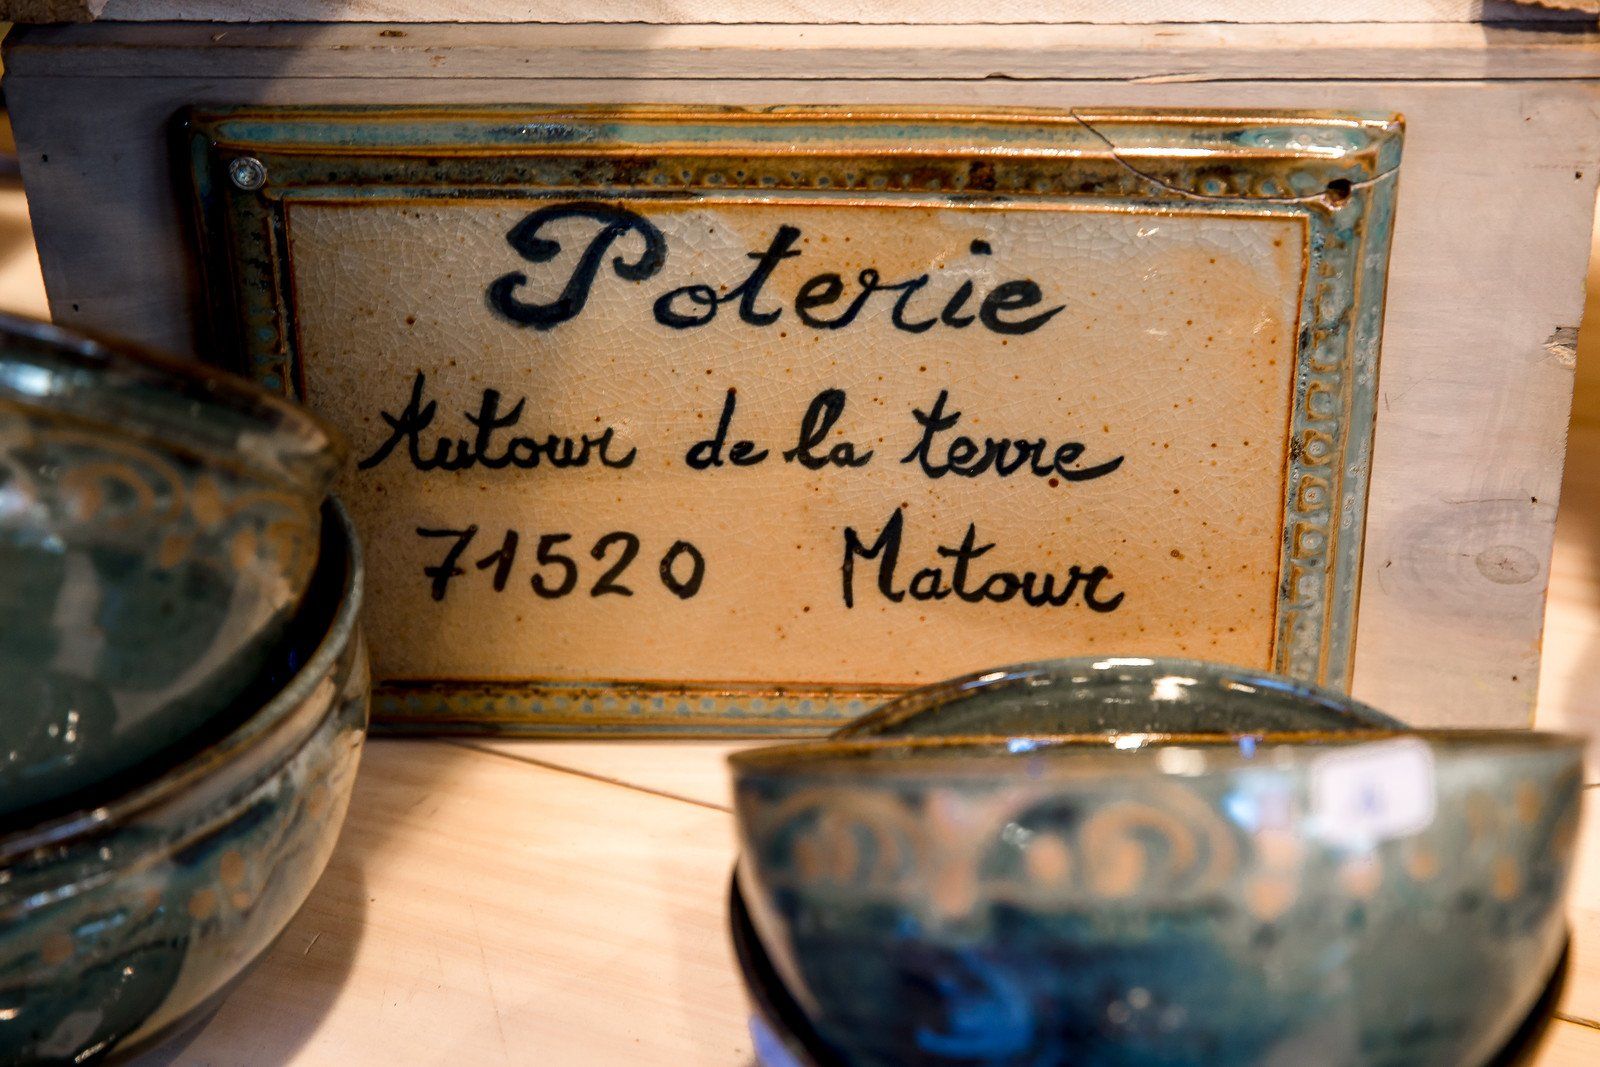 Poterie
Autour de la terre
71520 Matour